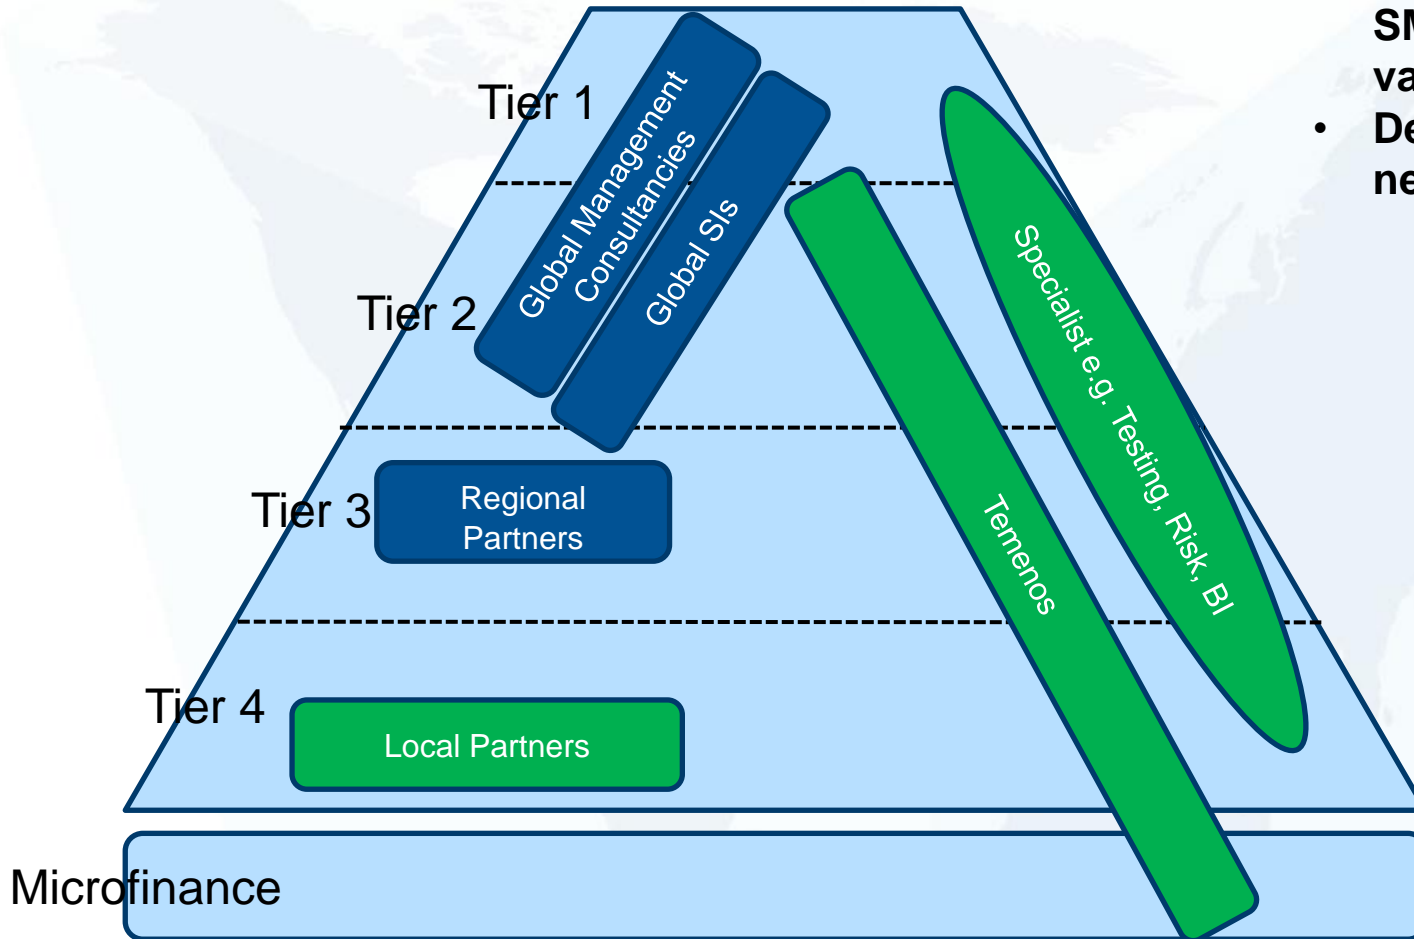 Tier 1
Global Management
Consultancies
Global SIs
Tier 2
Specialist e.g. Testing, Risk, BI
Tier 3
Regional
Partners
Temenos
Tier 4
Local Partners
Microfinance